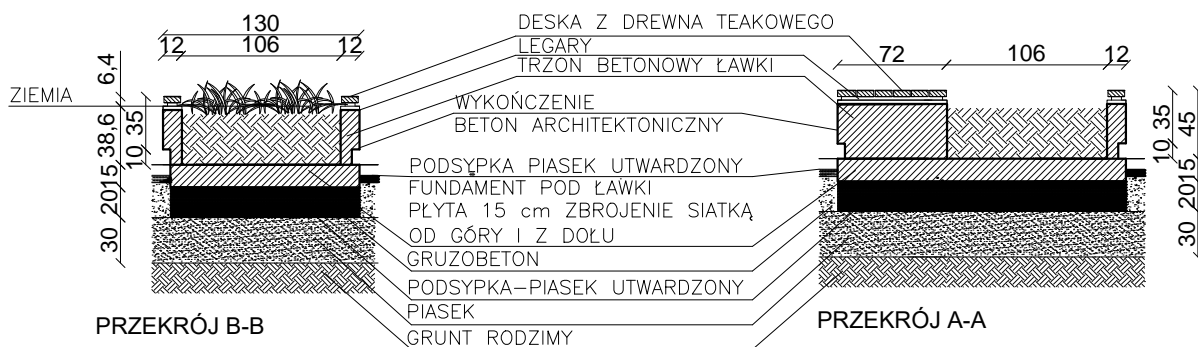 130
12 106 12
6,4
38,6
15
20
30
35
10
ZIEMIA
DESKA Z DREWNA TEAKOWEGO
LEGARY
TRZON BETONOWY ŁAWKI
WYKOŃCZENIE
BETON ARCHITEKTONICZNY
PODSYPKA PIASEK UTWARDZONY
FUNDAMENT POD ŁAWKI
PŁYTA 15 cm ZBROJENIE SIATKĄ
OD GÓRY I Z DOŁU
GRUZOBETON
PODSYPKA-PIASEK UTWARDZONY
PIASEK
GRUNT RODZIMY
72 106 12
35
10
45
15
20
30
PRZEKRÓJ B-B
PRZEKRÓJ A-A